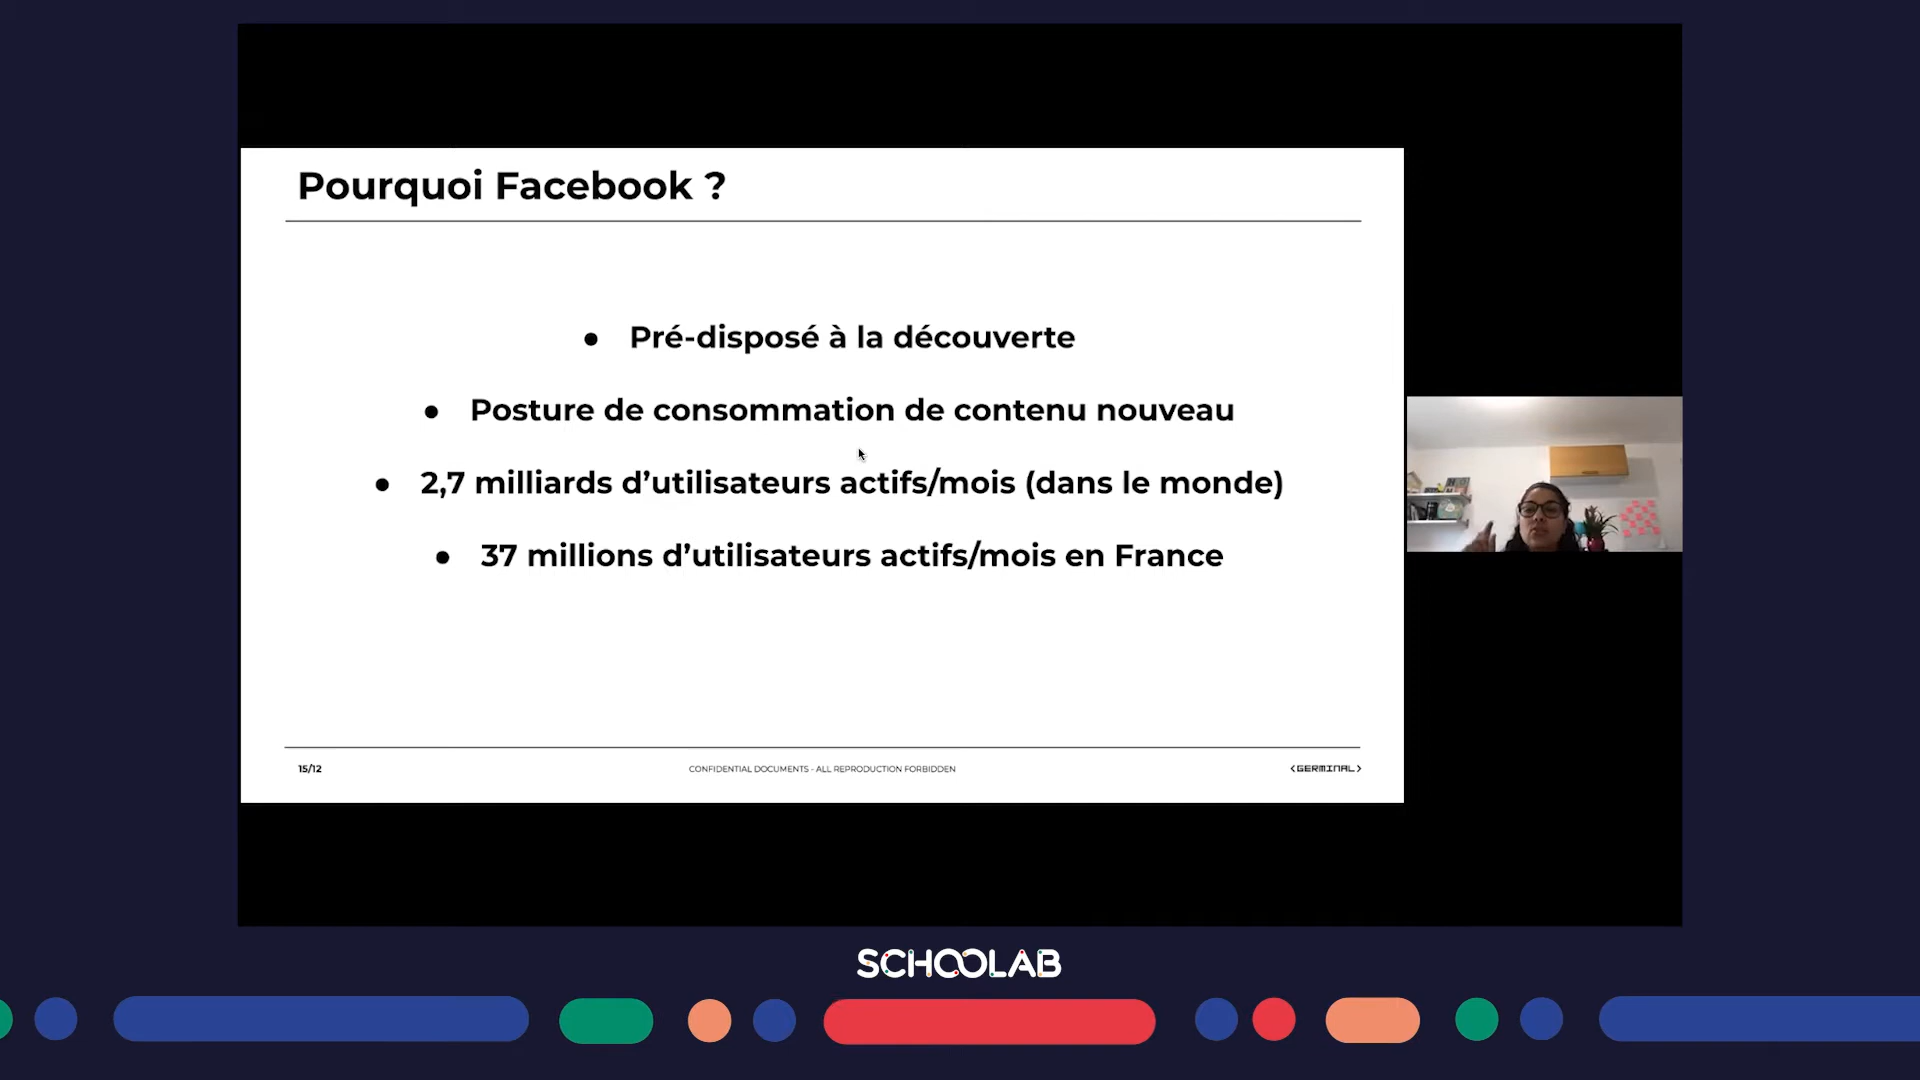 Pourquoi Facebook ?
● Pré-disposé à la découverte
● Posture de consommation de contenu nouveau
● 2,7 milliards d’utilisateurs actifs/mois (dans le monde)
● 37 millions d’utilisateurs actifs/mois en France
15/12
CONFIDENTIAL DOCUMENTS - ALL REPRODUCTION FORBIDDEN
<GERMINAL>
SCHOOLAB